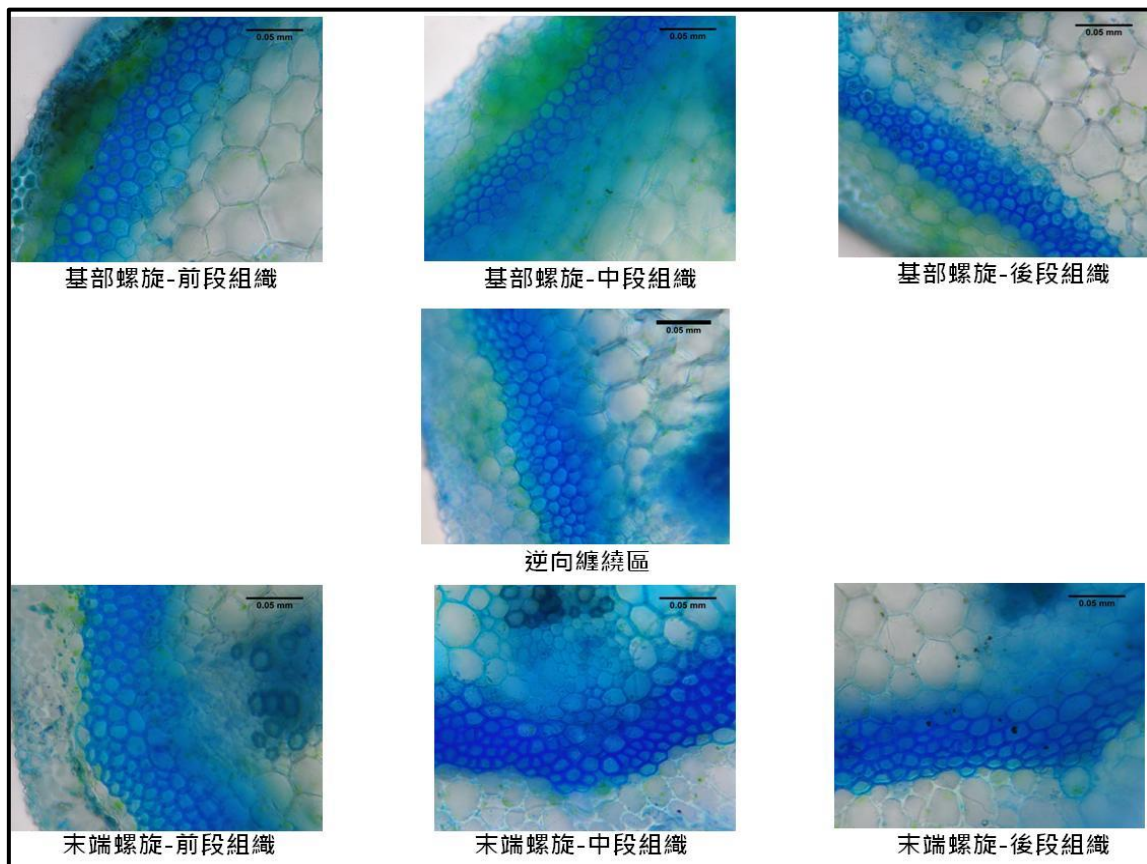 0.05 mm
0.05 mm
0.05 mm
基部螺旋-前段組織
基部螺旋-中段組織
基部螺旋-後段組織
0.05 mm
逆向纏繞區
0.05 mm
0.05 mm
0.05 mm
末端螺旋-前段組織
末端螺旋-中段組織
末端螺旋-後段組織